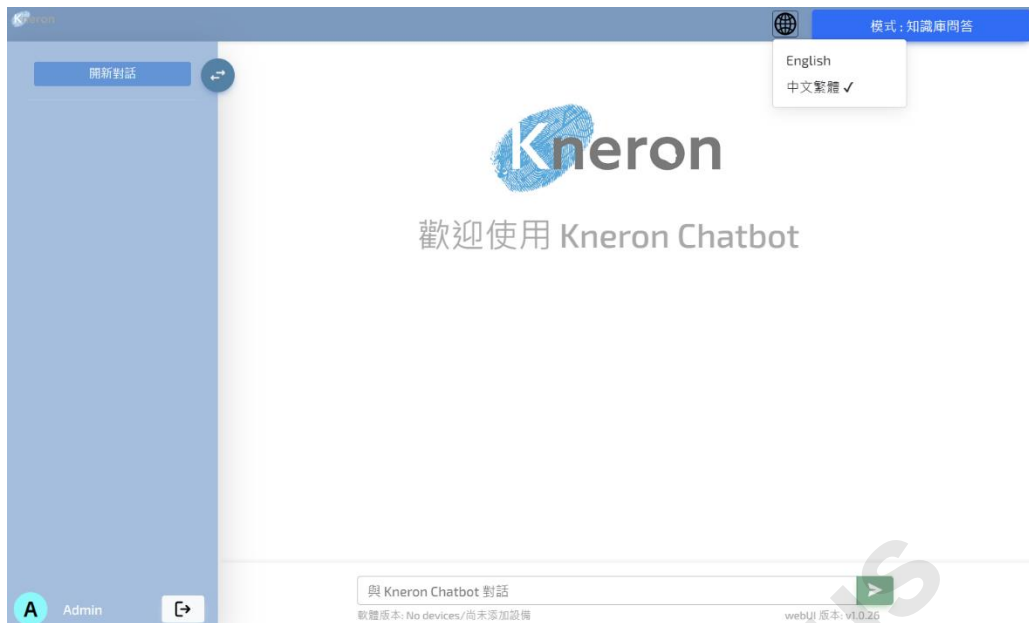 Kneron
模式 : 知識庫問答
開新對話
English
中文繁體 ✓
Kneron
歡迎使用 Kneron Chatbot
與 Kneron Chatbot 對話
軟體版本: No devices/尚未添加設備
webUI 版本: v1.0.26
A Admin